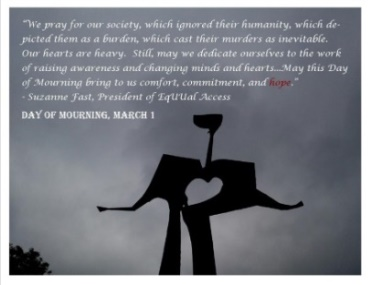 "We pray for our society, which ignored their humanity, which de-
picted them as a burden, which cast their murders as inevitable.
Our hearts are heavy.  Still, may we dedicate ourselves to the work
of raising awareness and changing minds and hearts...May this Day
of Mourning bring to us comfort, commitment, and hope."
- Suzanne Fast, President of EqUUal Access
DAY OF MOURNING, MARCH 1